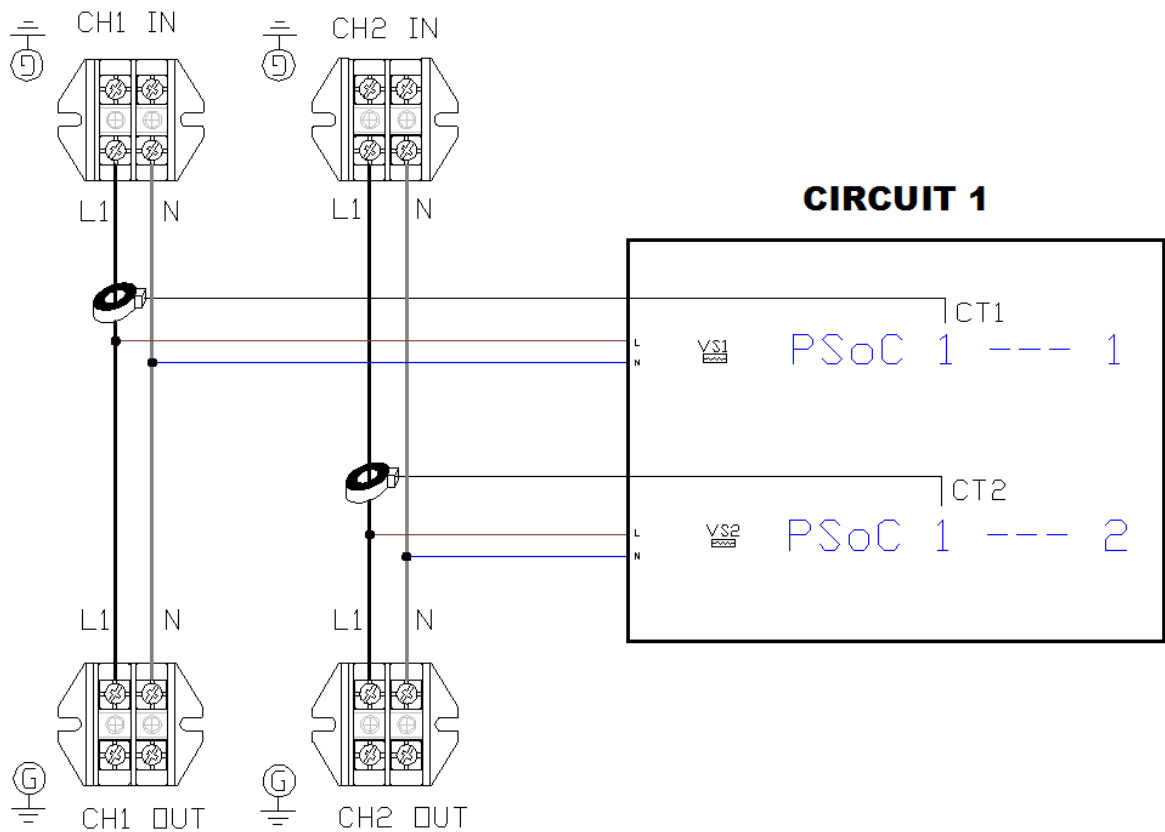 CH1 IN
CH2 IN
G
G
L1 N
L1 N
CIRCUIT 1
CT1
L
N
VS1
PSoC 1 --- 1
CT2
L
N
VS2
PSoC 1 --- 2
L1 N
L1 N
G
G
CH1 OUT
CH2 OUT